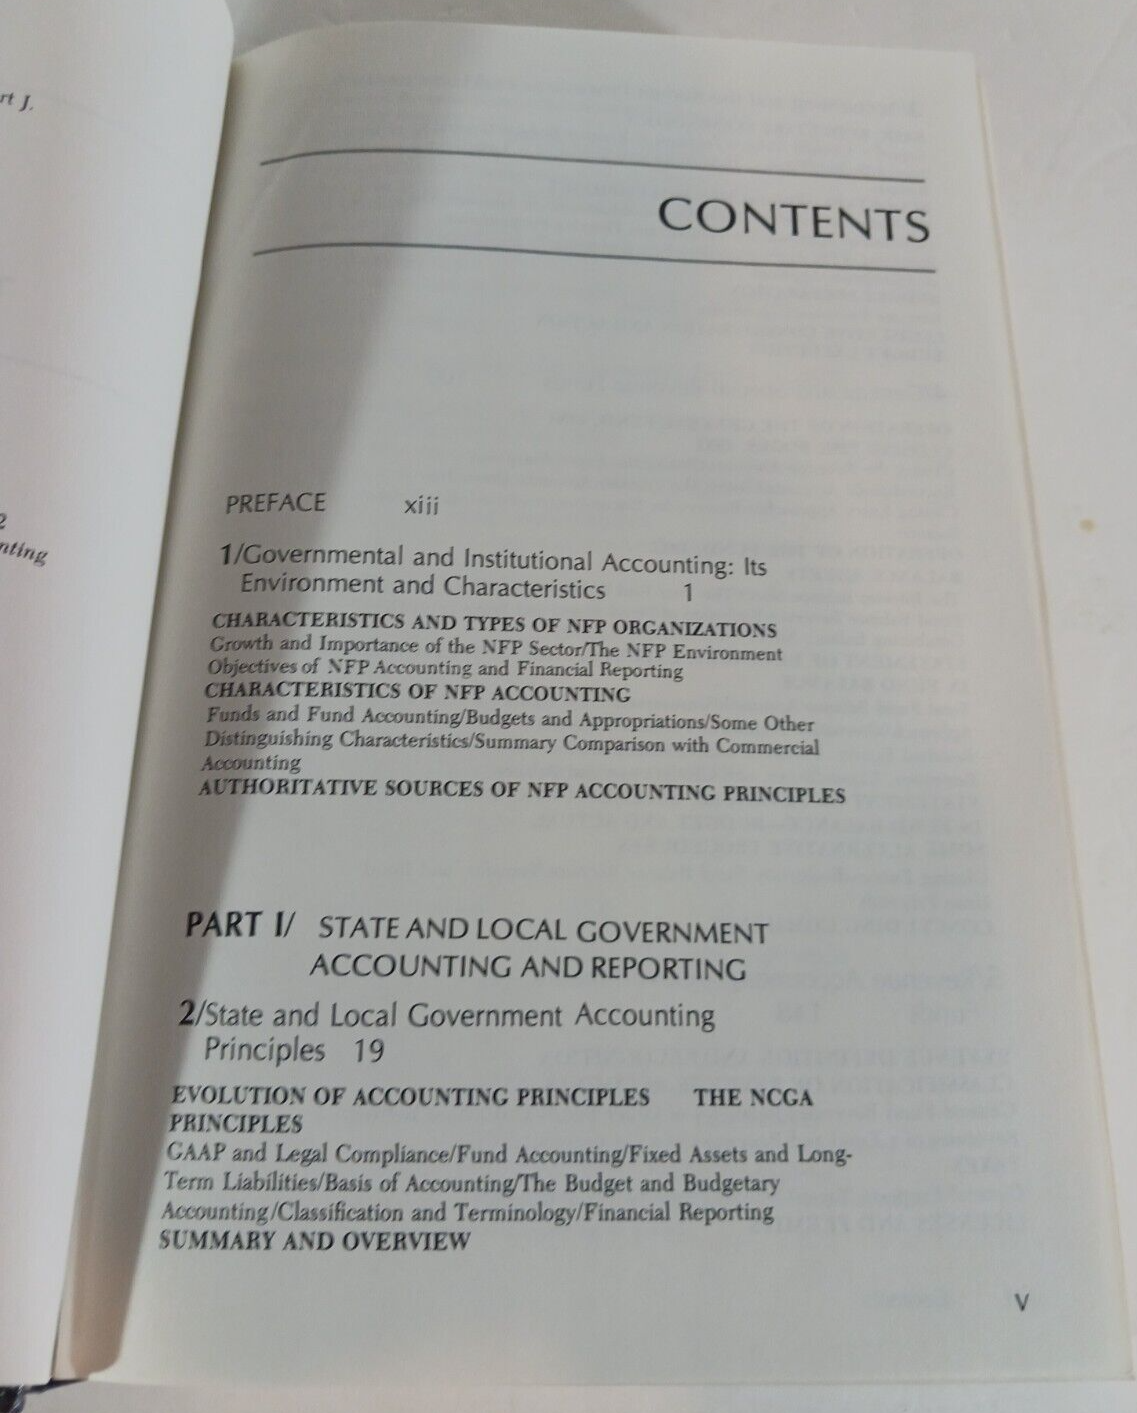 rt J.
2
nting
CONTENTS
PREFACE xiii
1/Governmental and Institutional Accounting: Its
Environment and Characteristics 1
CHARACTERISTICS AND TYPES OF NFP ORGANIZATIONS
Growth and Importance of the NFP Sector/The NFP Environment
Objectives of NFP Accounting and Financial Reporting
CHARACTERISTICS OF NFP ACCOUNTING
Funds and Fund Accounting/Budgets and Appropriations/Some Other
Distinguishing Characteristics/Summary Comparison with Commercial
Accounting
AUTHORITATIVE SOURCES OF NFP ACCOUNTING PRINCIPLES
PART I/ STATE AND LOCAL GOVERNMENT
ACCOUNTING AND REPORTING
2/State and Local Government Accounting
Principles 19
EVOLUTION OF ACCOUNTING PRINCIPLES THE NCGA
PRINCIPLES
GAAP and Legal Compliance/Fund Accounting/Fixed Assets and Long-
Term Liabilities/Basis of Accounting/The Budget and Budgetary
Accounting/Classification and Terminology/Financial Reporting
SUMMARY AND OVERVIEW
V